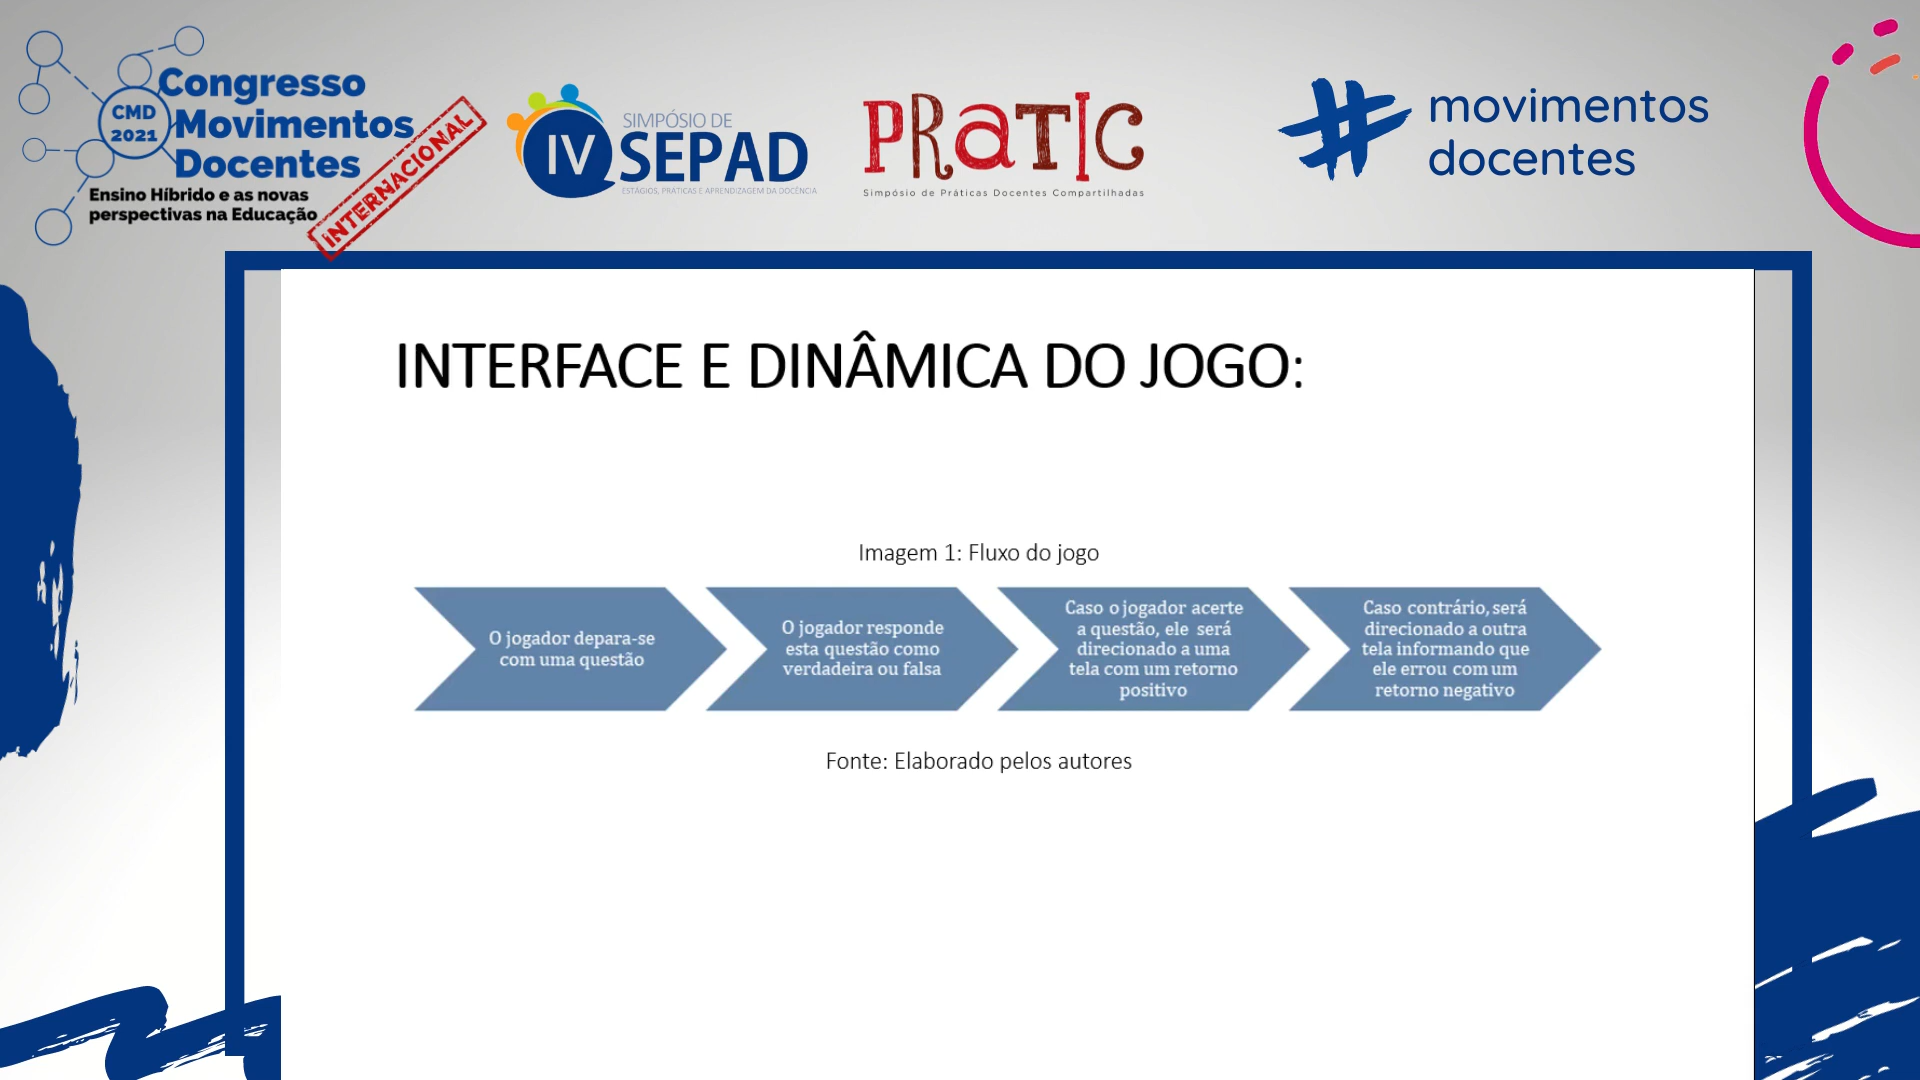 CMD
2021
Congresso
Movimentos
Docentes
Ensino Híbrido e as novas
perspectivas na Educação
INTERNACIONAL
IV
SIMPÓSIO DE
SEPAD
ESTÁGIOS, PRÁTICAS E APRENDIZAGEM DA DOCÊNCIA
PRATIC
Simpósio de Práticas Docentes Compartilhadas
# movimentos
docentes
INTERFACE E DINÂMICA DO JOGO:
Imagem 1: Fluxo do jogo
O jogador depara-se
com uma questão
O jogador responde
esta questão como
verdadeira ou falsa
Caso o jogador acerte
a questão, ele será
direcionado a uma
tela com um retorno
positivo
Caso contrário, será
direcionado a outra
tela informando que
ele errou com um
retorno negativo
Fonte: Elaborado pelos autores